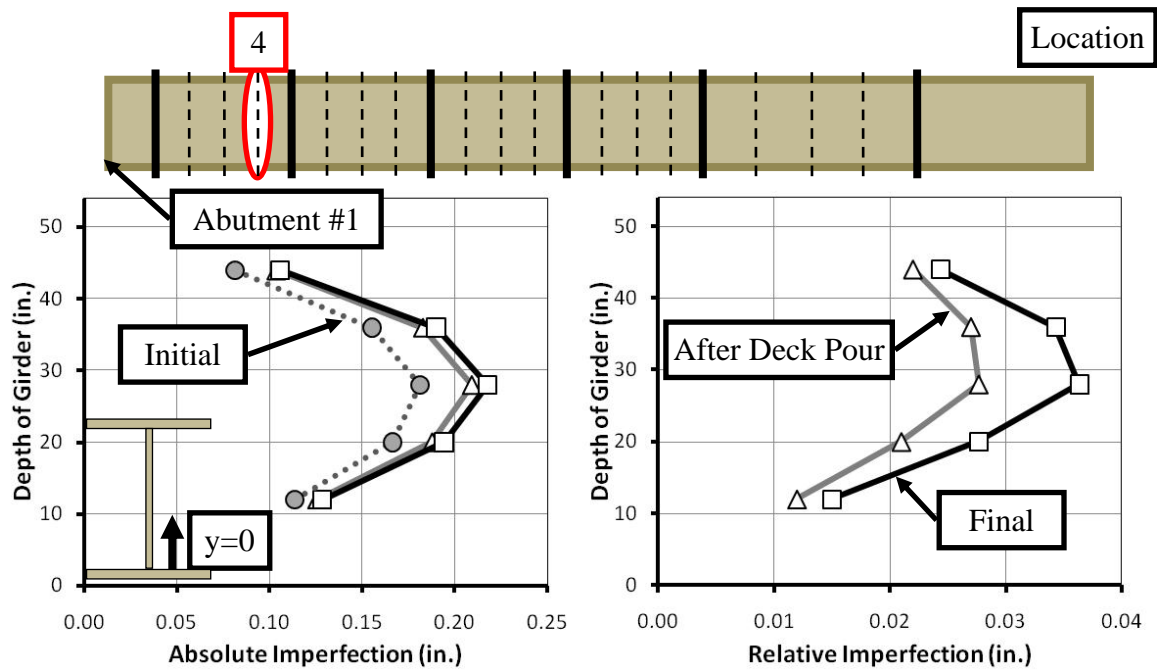 4
Location
Abutment #1
50
40
30
20
10
0
Depth of Girder (in.)
Initial
y=0
0.00 0.05 0.10 0.15 0.20 0.25
Absolute Imperfection (in.)
50
40
30
20
10
0
Depth of Girder (in.)
After Deck Pour
Final
0.00 0.01 0.02 0.03 0.04
Relative Imperfection (in.)